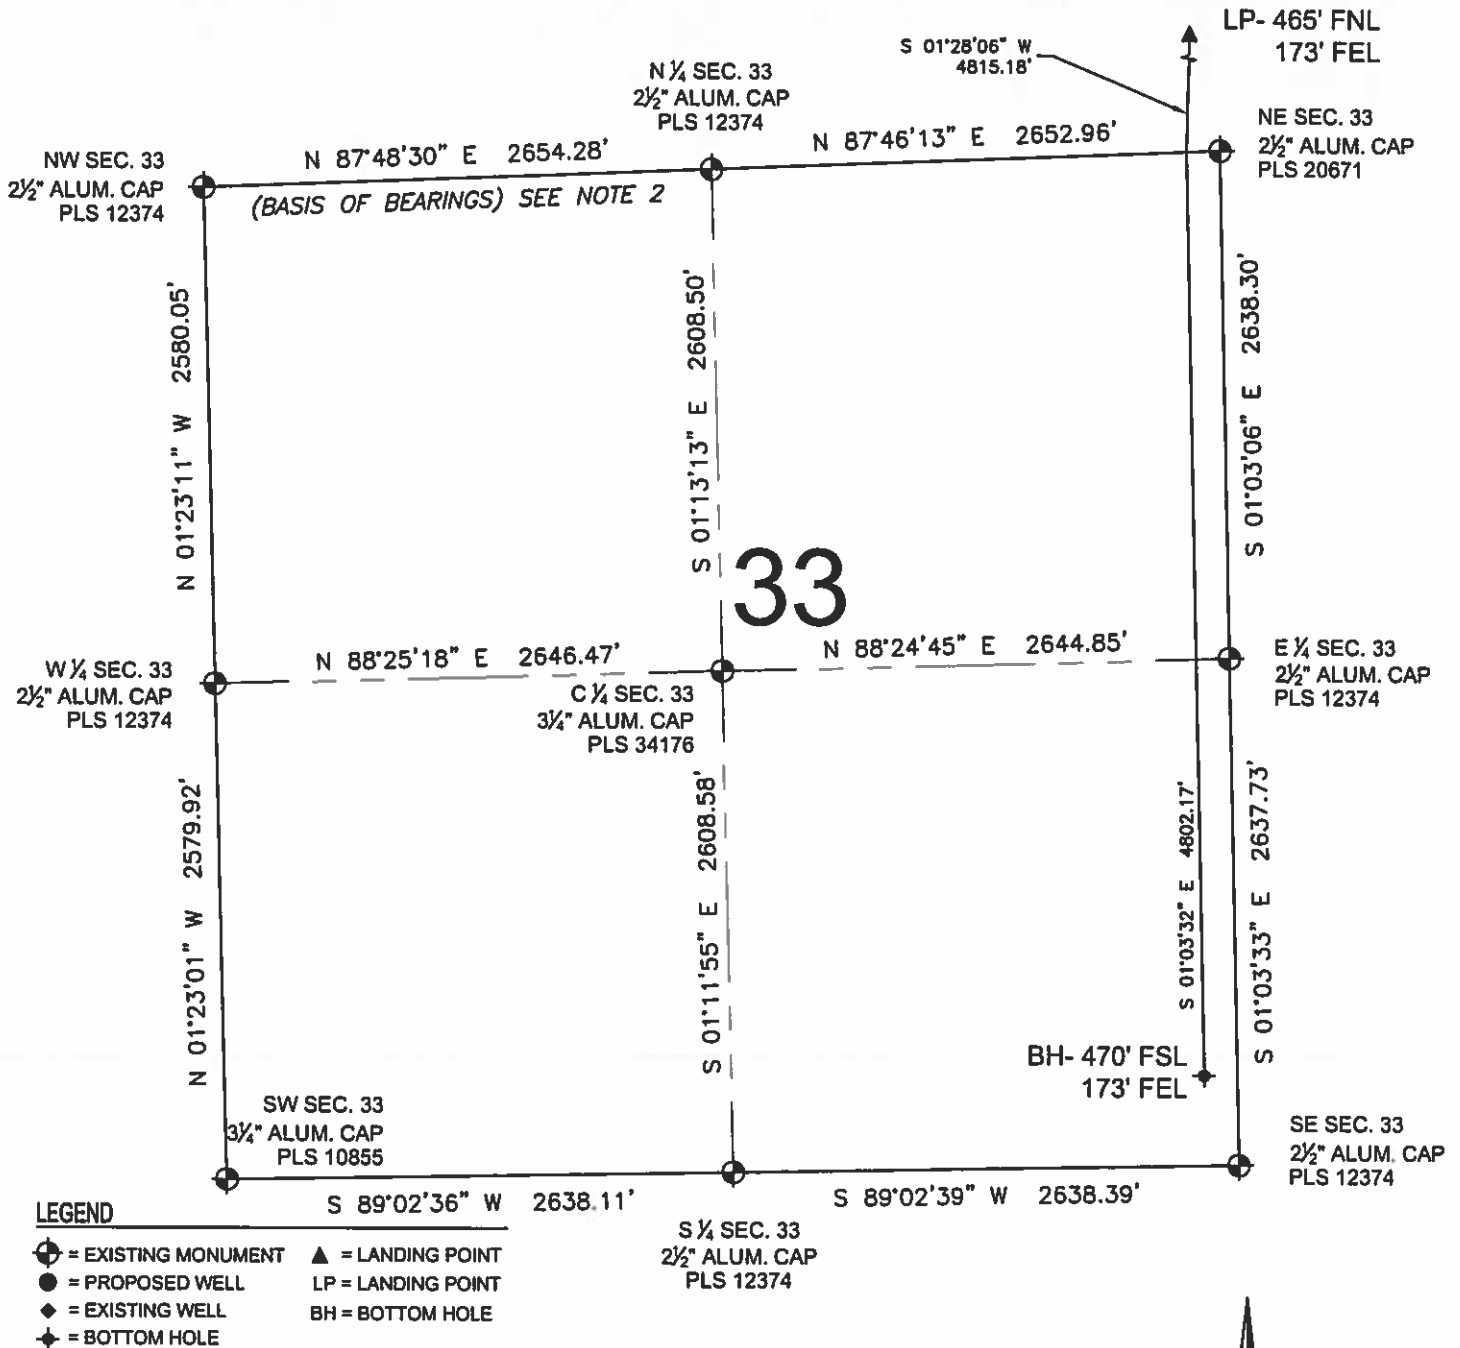 LP- 465' FNL
173' FEL
S 01°28'06" W
4815.18'
N ¼ SEC. 33
2½" ALUM. CAP
PLS 12374
NE SEC. 33
2½" ALUM. CAP
PLS 20671
NW SEC. 33
2½" ALUM. CAP
PLS 12374
N 87°48'30" E 2654.28'
N 87°46'13" E 2652.96'
(BASIS OF BEARINGS) SEE NOTE 2
N 01°23'11" W 2580.05'
S 01°13'13" E 2608.50'
S 01°03'06" E 2638.30'
33
W ¼ SEC. 33
2½" ALUM. CAP
PLS 12374
N 88°25'18" E 2646.47'
N 88°24'45" E 2644.85'
E ¼ SEC. 33
2½" ALUM. CAP
PLS 12374
C ¼ SEC. 33
3¼" ALUM. CAP
PLS 34176
N 01°23'01" W 2579.92'
S 01°11'55" E 2608.58'
S 01°03'32" E 4802.17'
S 01°03'33" E 2637.73'
BH- 470' FSL
173' FEL
SW SEC. 33
3¼" ALUM. CAP
PLS 10855
SE SEC. 33
2½" ALUM. CAP
PLS 12374
S 89°02'36" W 2638.11'
S 89°02'39" W 2638.39'
S ¼ SEC. 33
2½" ALUM. CAP
PLS 12374
LEGEND
= EXISTING MONUMENT
= PROPOSED WELL
= EXISTING WELL
= BOTTOM HOLE
= LANDING POINT
LP = LANDING POINT
BH = BOTTOM HOLE